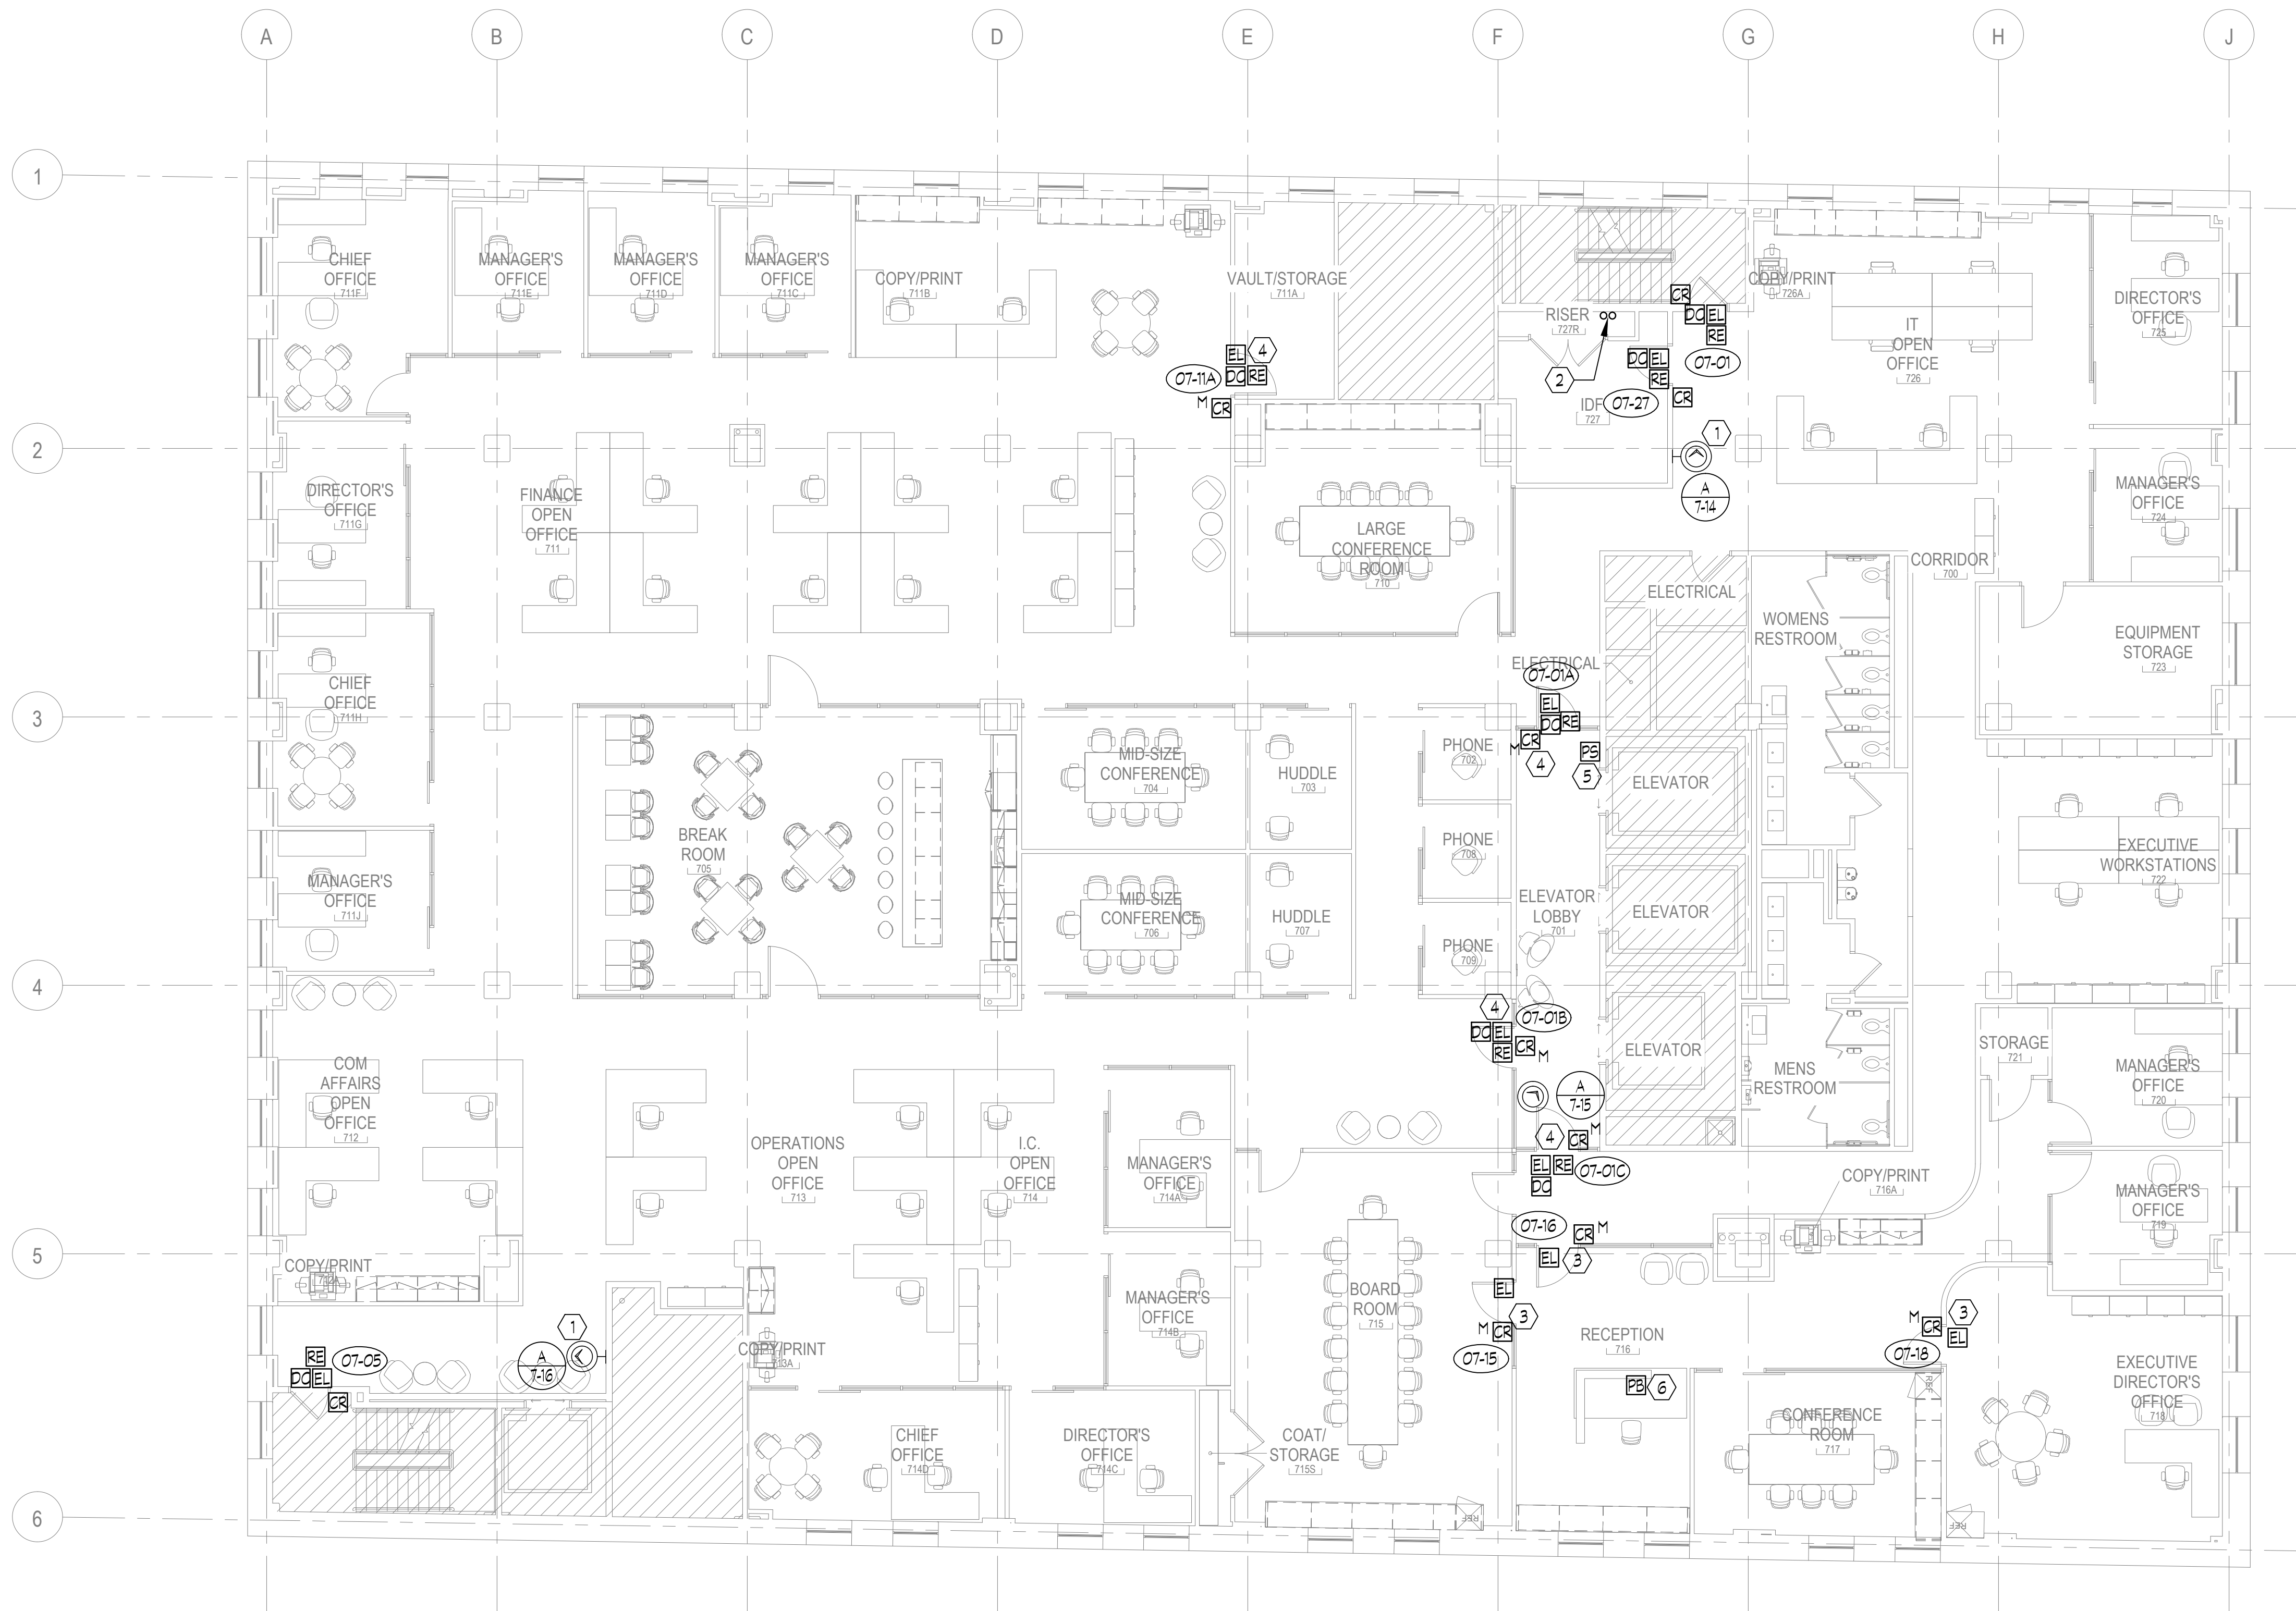 A B C D E F G H J
1
2
3
4
5
6
CHIEF
OFFICE
711F
MANAGER'S
OFFICE
711E
MANAGER'S
OFFICE
711D
MANAGER'S
OFFICE
711C
COPY/PRINT
711B
VAULT/STORAGE
711A
EL
4
DC RE
07-11A
M
CR
RISER
727R
2
CR
DC EL
RE
07-01
DC EL
RE
07-27
CR
IDF
727
1
A
7-14
COPY/PRINT
726A
IT
OPEN
OFFICE
726
DIRECTOR'S
OFFICE
725
DIRECTOR'S
OFFICE
711G
FINANCE
OPEN
OFFICE
711
LARGE
CONFERENCE
ROOM
710
MANAGER'S
OFFICE
724
ELECTRICAL
WOMENS
RESTROOM
CORRIDOR
700
EQUIPMENT
STORAGE
723
ELECTRICAL
07-01A
EL
DC RE
M
CR
4
PS
5
CHIEF
OFFICE
711H
BREAK
ROOM
705
MID-SIZE
CONFERENCE
704
HUDDLE
703
PHONE
702
ELEVATOR
MANAGER'S
OFFICE
711J
MID-SIZE
CONFERENCE
706
HUDDLE
707
PHONE
708
PHONE
709
ELEVATOR
LOBBY
701
ELEVATOR
EXECUTIVE
WORKSTATIONS
722
4
07-01B
DC EL
RE
CR
M
ELEVATOR
A
7-15
MENS
RESTROOM
STORAGE
721
MANAGER'S
OFFICE
720
COM
AFFAIRS
OPEN
OFFICE
712
OPERATIONS
OPEN
OFFICE
713
I.C.
OPEN
OFFICE
714
MANAGER'S
OFFICE
714A
4
CR
M
EL RE
07-01C
DC
COPY/PRINT
716A
MANAGER'S
OFFICE
719
07-16
CR
M
EL
3
COPY/PRINT
712A
MANAGER'S
OFFICE
714B
BOARD
ROOM
715
EL
3
M
CR
07-15
RECEPTION
716
PB
6
M
CR
3
EL
07-18
1
A
7-16
RE
07-05
DC EL
CR
COPY/PRINT
713A
CHIEF
OFFICE
714D
DIRECTOR'S
OFFICE
714C
COAT/
STORAGE
715S
REF
CONFERENCE
ROOM
717
REF
REF
EXECUTIVE
DIRECTOR'S
OFFICE
718